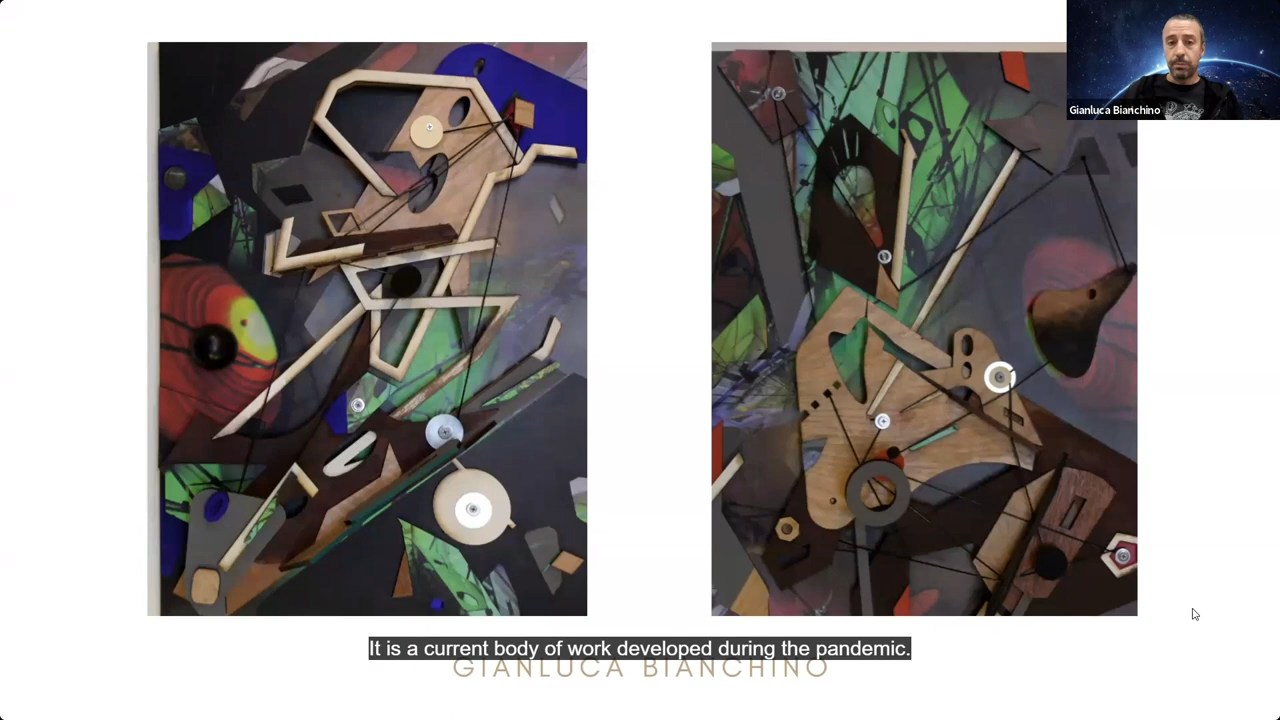 Gianluca Bianchino
It is a current body of work developed during the pandemic.
GIANLUCA BIANCHINO